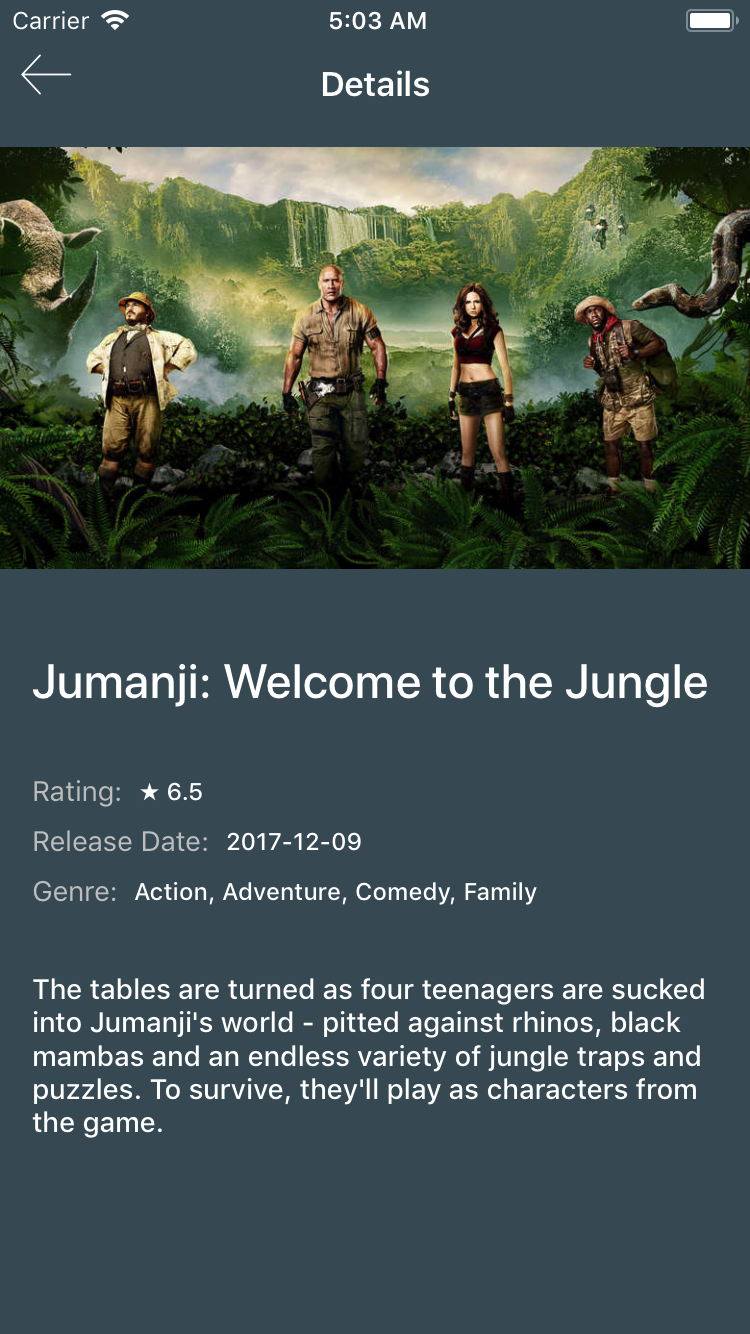 Carrier 5:03 AM
Details
Jumanji: Welcome to the Jungle
Rating: ★ 6.5
Release Date: 2017-12-09
Genre: Action, Adventure, Comedy, Family
The tables are turned as four teenagers are sucked
into Jumanji's world - pitted against rhinos, black
mambas and an endless variety of jungle traps and
puzzles. To survive, they'll play as characters from
the game.